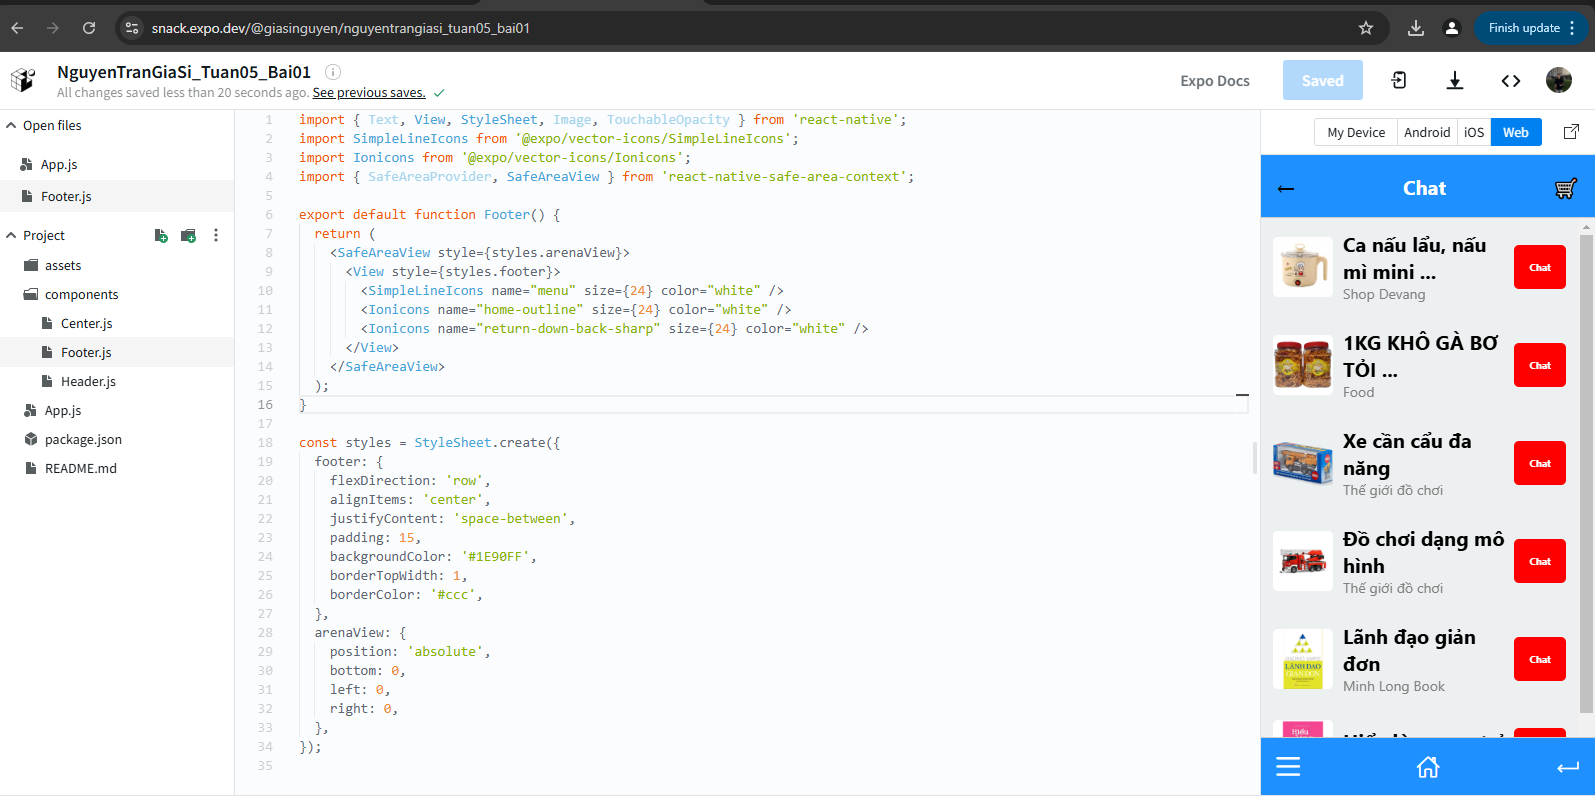 snack.expo.dev/@giasinguyen/nguyentrangiasi_tuan05_bai01
Finish update
NguyenTranGiaSi_Tuan05_Bai01
All changes saved less than 20 seconds ago. See previous saves.
Expo Docs
Saved
Open files
App.js
Footer.js
Project
assets
components
Center.js
Footer.js
Header.js
App.js
package.json
README.md
1 import { Text, View, StyleSheet, Image, TouchableOpacity } from 'react-native';
2 import SimpleLineIcons from '@expo/vector-icons/SimpleLineIcons';
3 import Ionicons from '@expo/vector-icons/Ionicons';
4 import { SafeAreaProvider, SafeAreaView } from 'react-native-safe-area-context';
5
6 export default function Footer() {
7 return (
8 <SafeAreaView style={styles.arenaView}>
9 <View style={styles.footer}>
10 <SimpleLineIcons name="menu" size={24} color="white" />
11 <Ionicons name="home-outline" size={24} color="white" />
12 <Ionicons name="return-down-back-sharp" size={24} color="white" />
13 </View>
14 </SafeAreaView>
15 );
16 }
17
18 const styles = StyleSheet.create({
19 footer: {
20 flexDirection: 'row',
21 alignItems: 'center',
22 justifyContent: 'space-between',
23 padding: 15,
24 backgroundColor: '#1E90FF',
25 borderTopWidth: 1,
26 borderColor: '#ccc',
27 },
28 arenaView: {
29 position: 'absolute',
30 bottom: 0,
31 left: 0,
32 right: 0,
33 },
34 });
35
My Device
Android
iOS
Web
Chat
Ca nấu lẩu, nấu
mì mini ...
Shop Devang
Chat
1KG KHÔ GÀ BƠ
TỎI ...
Food
Chat
Xe cần cẩu đa
năng
Thế giới đồ chơi
Chat
Đồ chơi dạng mô
hình
Thế giới đồ chơi
Chat
LÃNH ĐẠO
GIẢN ĐƠN
Lãnh đạo giản
đơn
Minh Long Book
Chat